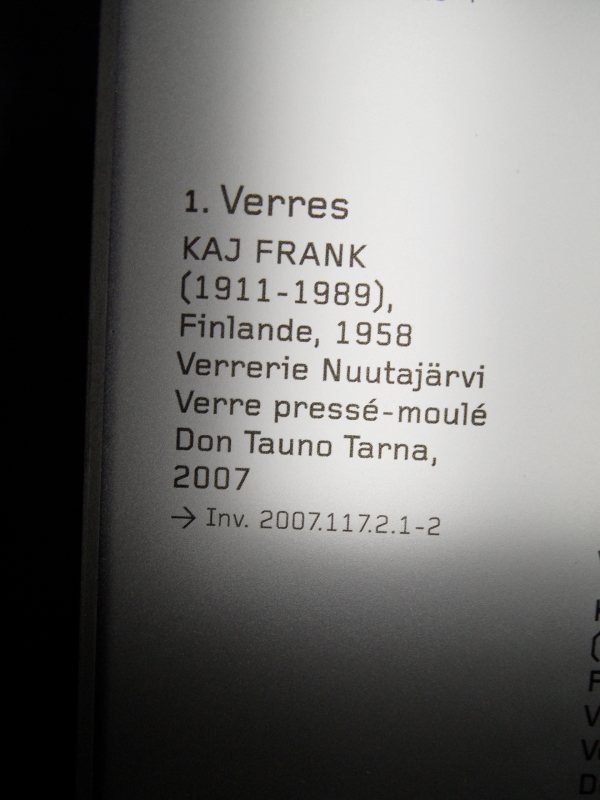 1. Verres
KAJ FRANK
(1911-1989),
Finlande, 1958
Verrerie Nuutajärvi
Verre pressé-moulé
Don Tauno Tarna,
2007
→ Inv. 2007.117.2.1-2